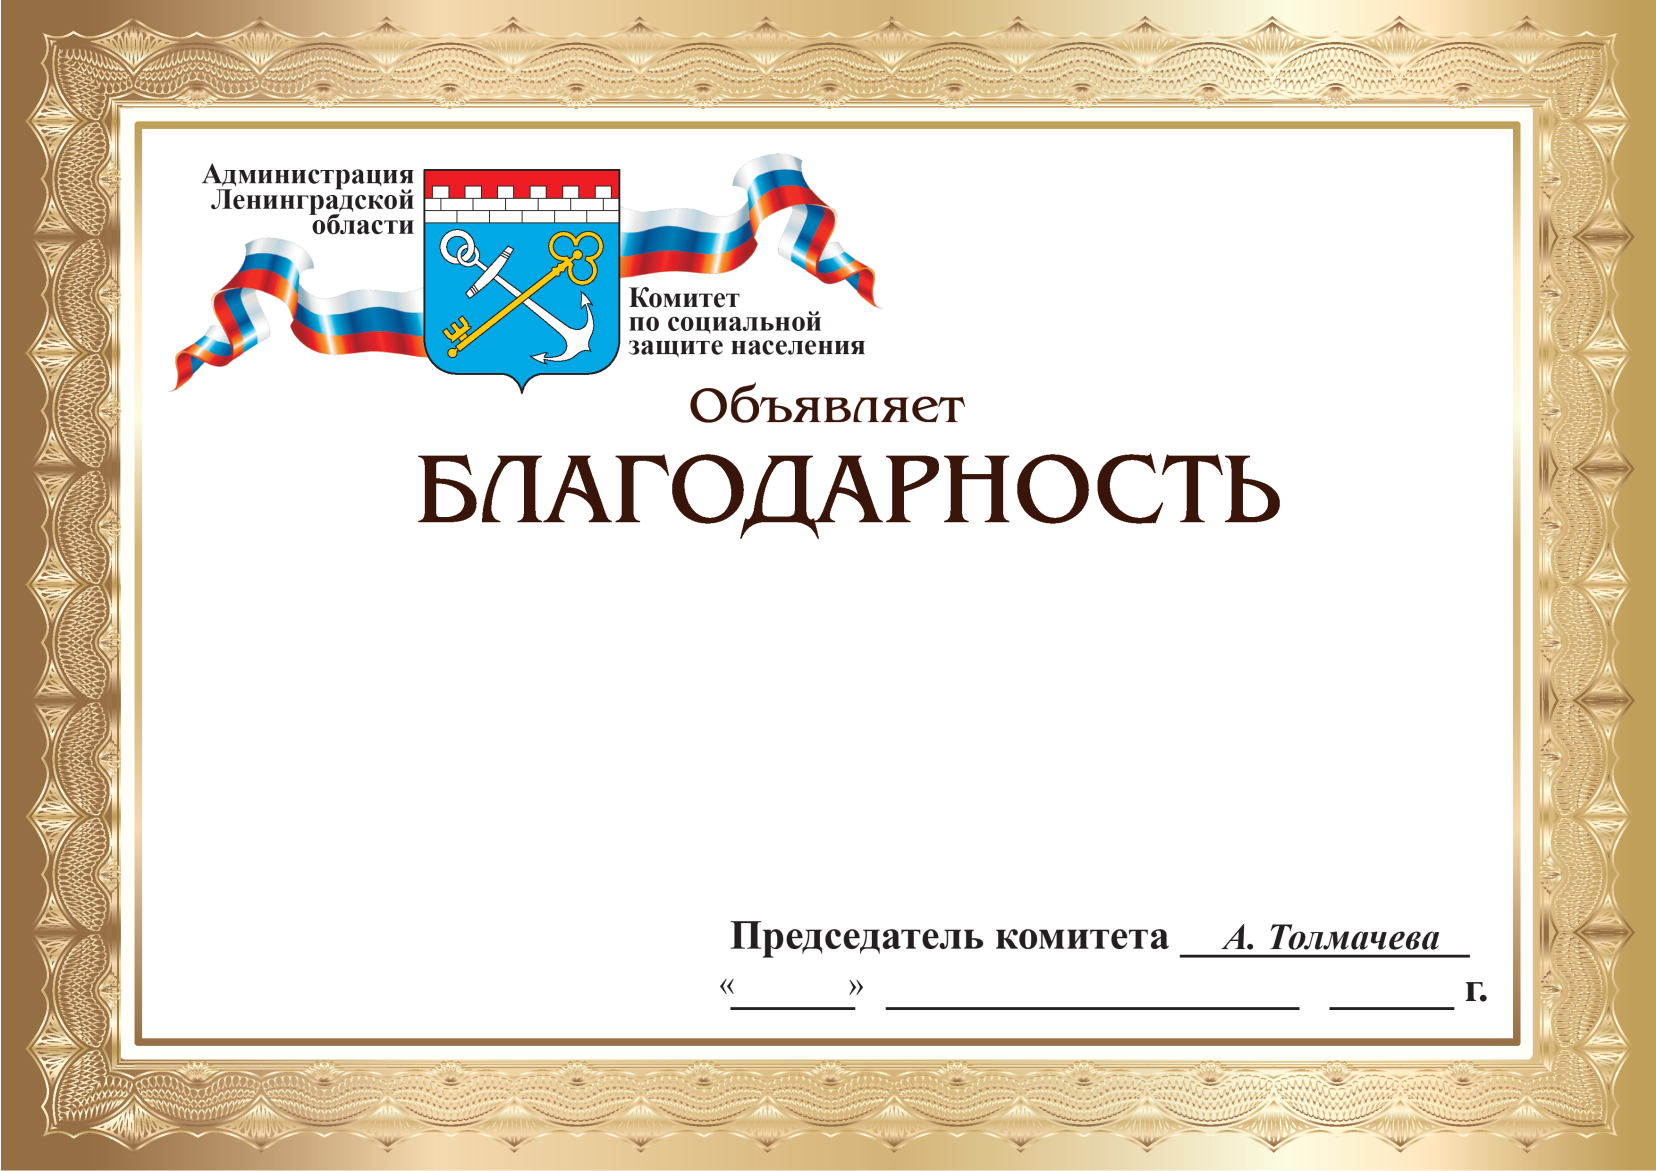 Администрация
Ленинградской
области
Комитет
по социальной
защите населения
Объявляет
БЛАГОДАРНОСТЬ
Председатель комитета А. Толмачева
« » г.